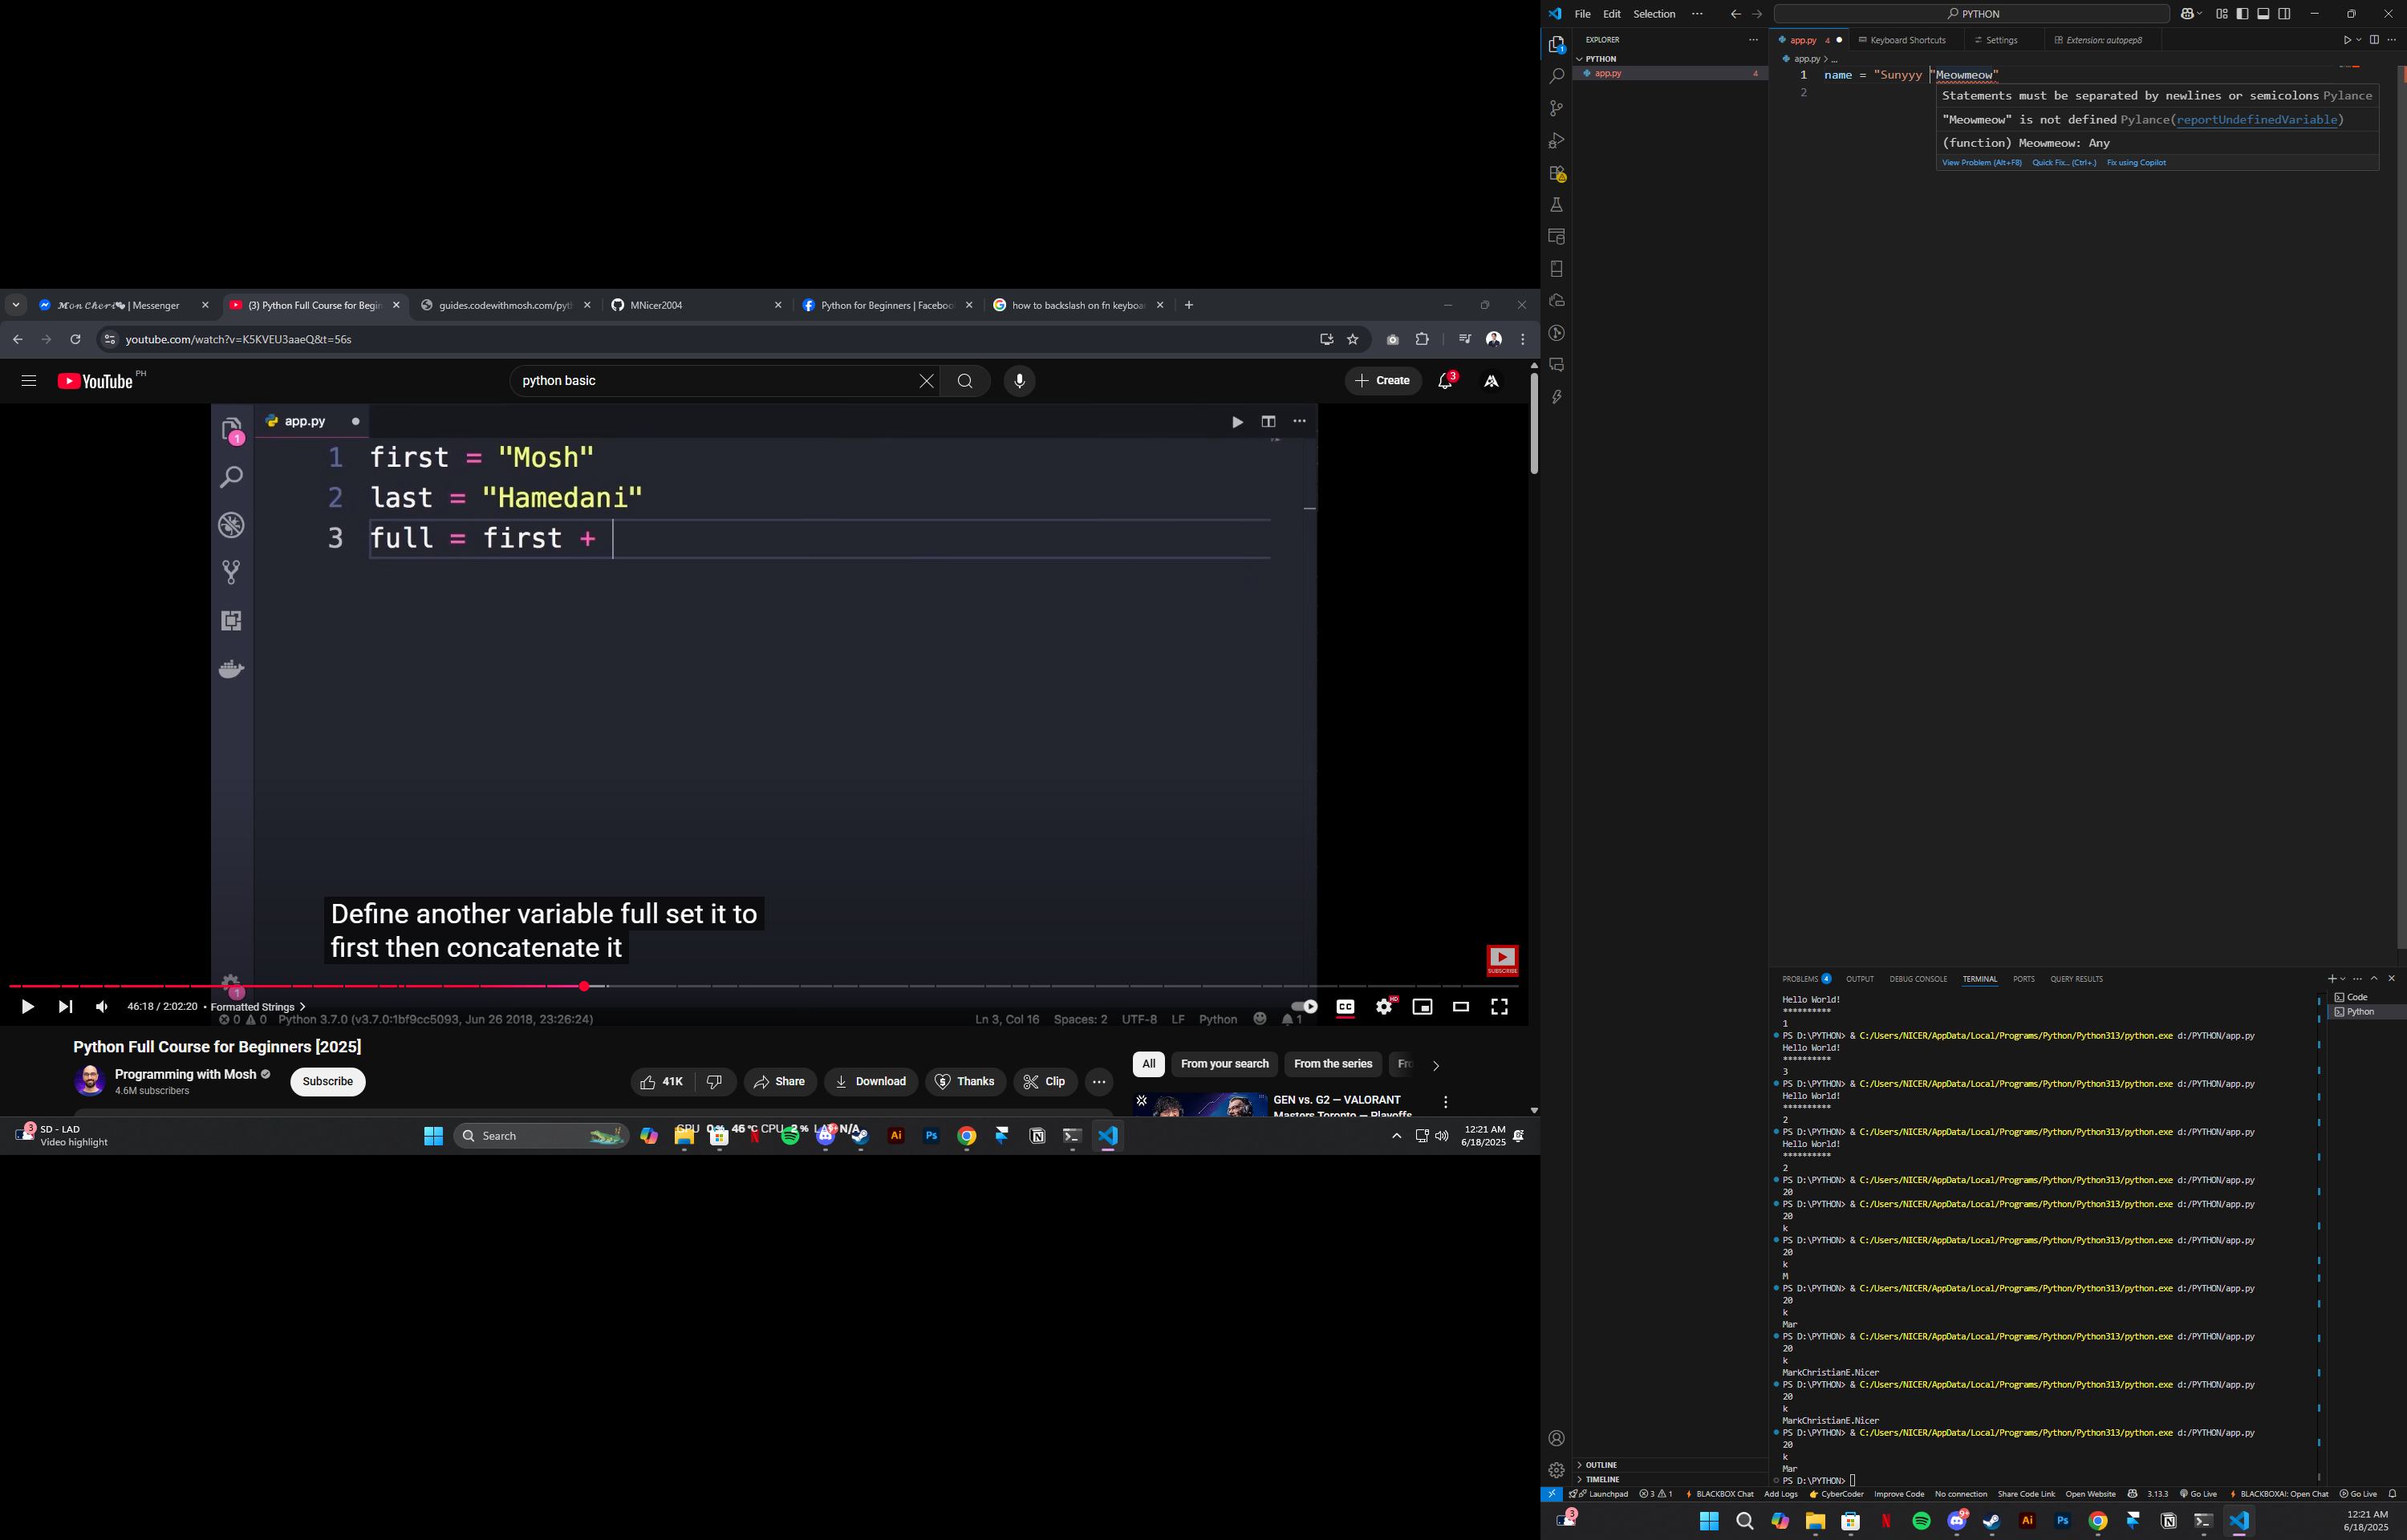 𝓜𝓸𝓷 𝓒𝓱𝓮𝓻𝓲 | Messenger
(3) Python Full Course for Begin
guides.codewithmosh.com/pyth
MNicer2004
Python for Beginners | Faceboo
how to backslash on fn keyboar
youtube.com/watch?v=K5KVEU3aaeQ&t=56s
YouTube PH
python basic
Create
3
app.py
1 first = "Mosh"
2 last = "Hamedani"
3 full = first +
1
Define another variable full set it to
first then concatenate it
SUBSCRIBE
1
46:18 / 2:02:20 • Formatted Strings
CC
HD
0 0 Python 3.7.0 (v3.7.0:1bf9cc5093, Jun 26 2018, 23:26:24)
Ln 3, Col 16 Spaces: 2 UTF-8 LF Python 1
Python Full Course for Beginners [2025]
Programming with Mosh
4.6M subscribers
Subscribe
41K
Share
Download
Thanks
Clip
All
From your search
From the series
Fro
GEN vs. G2 — VALORANT
Masters Toronto — Playoffs
3 SD - LAD
Video highlight
Search
GPU 46 °C CPU 2 % N/A
Ai
Ps
12:21 AM
6/18/2025
File Edit Selection
PYTHON
EXPLORER
PYTHON
app.py 4
app.py 4
Keyboard Shortcuts
Settings
Extension: autopep8
app.py > ...
1 name = "Sunyyy "Meowmeow"
2
Statements must be separated by newlines or semicolons Pylance
"Meowmeow" is not defined Pylance(reportUndefinedVariable)
(function) Meowmeow: Any
View Problem (Alt+F8) Quick Fix... (Ctrl+.) Fix using Copilot
PROBLEMS 4 OUTPUT DEBUG CONSOLE TERMINAL PORTS QUERY RESULTS
Code
Python
Hello World!
**********
1
PS D:\PYTHON> & C:/Users/NICER/AppData/Local/Programs/Python/Python313/python.exe d:/PYTHON/app.py
Hello World!
**********
3
PS D:\PYTHON> & C:/Users/NICER/AppData/Local/Programs/Python/Python313/python.exe d:/PYTHON/app.py
Hello World!
**********
2
PS D:\PYTHON> & C:/Users/NICER/AppData/Local/Programs/Python/Python313/python.exe d:/PYTHON/app.py
Hello World!
**********
2
PS D:\PYTHON> & C:/Users/NICER/AppData/Local/Programs/Python/Python313/python.exe d:/PYTHON/app.py
20
PS D:\PYTHON> & C:/Users/NICER/AppData/Local/Programs/Python/Python313/python.exe d:/PYTHON/app.py
20
k
PS D:\PYTHON> & C:/Users/NICER/AppData/Local/Programs/Python/Python313/python.exe d:/PYTHON/app.py
20
k
M
PS D:\PYTHON> & C:/Users/NICER/AppData/Local/Programs/Python/Python313/python.exe d:/PYTHON/app.py
20
k
Mar
PS D:\PYTHON> & C:/Users/NICER/AppData/Local/Programs/Python/Python313/python.exe d:/PYTHON/app.py
20
k
MarkChristianE.Nicer
PS D:\PYTHON> & C:/Users/NICER/AppData/Local/Programs/Python/Python313/python.exe d:/PYTHON/app.py
20
k
MarkChristianE.Nicer
PS D:\PYTHON> & C:/Users/NICER/AppData/Local/Programs/Python/Python313/python.exe d:/PYTHON/app.py
20
k
Mar
PS D:\PYTHON>
OUTLINE
TIMELINE
Launchpad 3 1 BLACKBOX Chat Add Logs CyberCoder Improve Code No connection Share Code Link Open Website 3.13.3 Go Live BLACKBOXAI: Open Chat Go Live
3
Ai
Ps
12:21 AM
6/18/2025